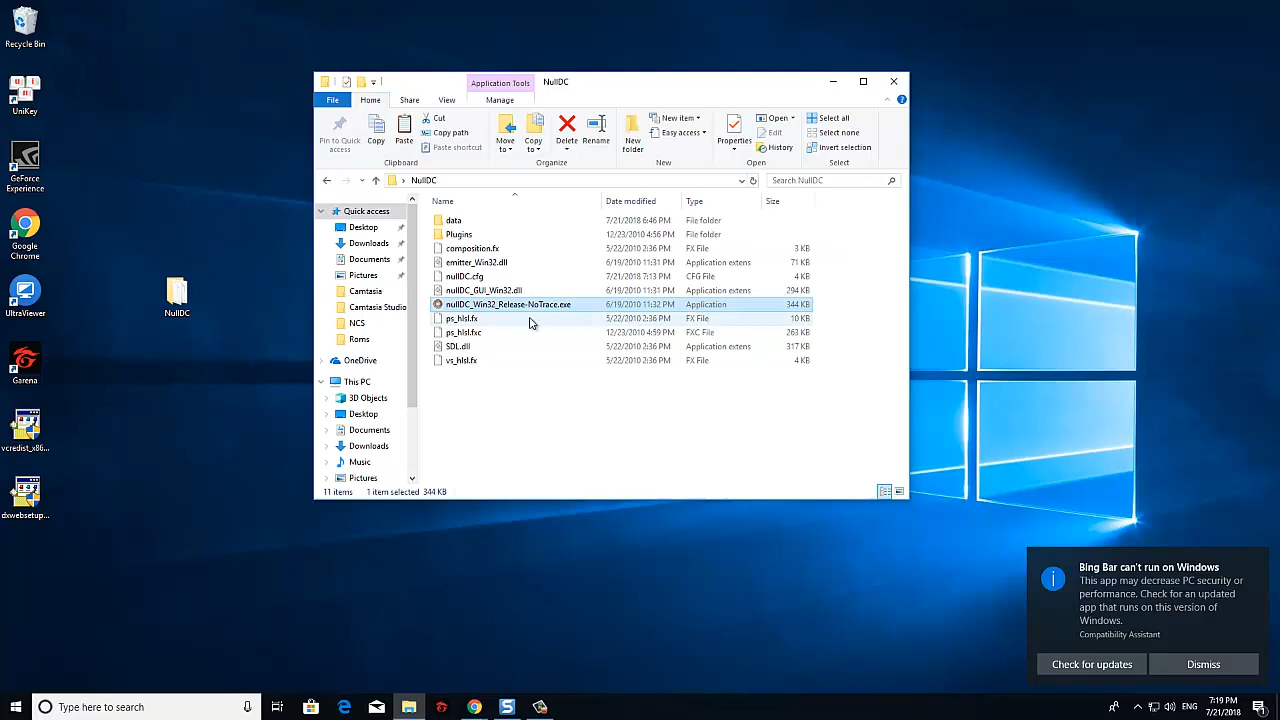 Recycle Bin
UniKey
GeForce
Experience
Google
Chrome
UltraViewer
Garena
vcredist_x86...
dxwebsetup...
NullDC
Application Tools
NullDC
File
Home
Share
View
Manage
Pin to Quick
access
Copy
Paste
Cut
Copy path
Paste shortcut
Clipboard
Move
to
Copy
to
Delete
Rename
Organize
New
folder
New item
Easy access
New
Properties
Open
Edit
History
Open
Select all
Select none
Invert selection
Select
NullDC
Search NullDC
Quick access
Desktop
Downloads
Documents
Pictures
Camtasia
Camtasia Studio
NCS
Roms
OneDrive
This PC
3D Objects
Desktop
Documents
Downloads
Music
Pictures
Name Date modified Type Size
data 7/21/2018 6:46 PM File folder
Plugins 12/23/2010 4:56 PM File folder
composition.fx 5/22/2010 2:36 PM FX File 3 KB
emitter_Win32.dll 6/19/2010 11:31 PM Application extens 71 KB
nullDC.cfg 7/21/2018 7:13 PM CFG File 4 KB
nullDC_GUI_Win32.dll 6/19/2010 11:31 PM Application extens 294 KB
nullDC_Win32_Release-NoTrace.exe 6/19/2010 11:32 PM Application 344 KB
ps_hlsl.fx 5/22/2010 2:36 PM FX File 10 KB
ps_hlsl.fxc 12/23/2010 4:59 PM FXC File 263 KB
SDL.dll 5/22/2010 2:36 PM Application extens 317 KB
vs_hlsl.fx 5/22/2010 2:36 PM FX File 4 KB
11 items 1 item selected 344 KB
Bing Bar can't run on Windows
This app may decrease PC security or
performance. Check for an updated
app that runs on this version of
Windows.
Compatibility Assistant
Check for updates
Dismiss
Type here to search
ENG
7:19 PM
7/21/2018
1